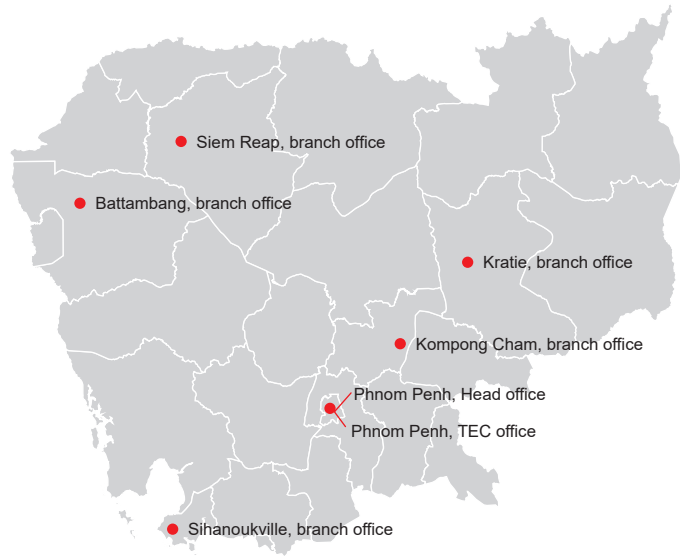 Siem Reap, branch office
Battambang, branch office
Kratie, branch office
Kompong Cham, branch office
Phnom Penh, Head office
Phnom Penh, TEC office
Sihanoukville, branch office